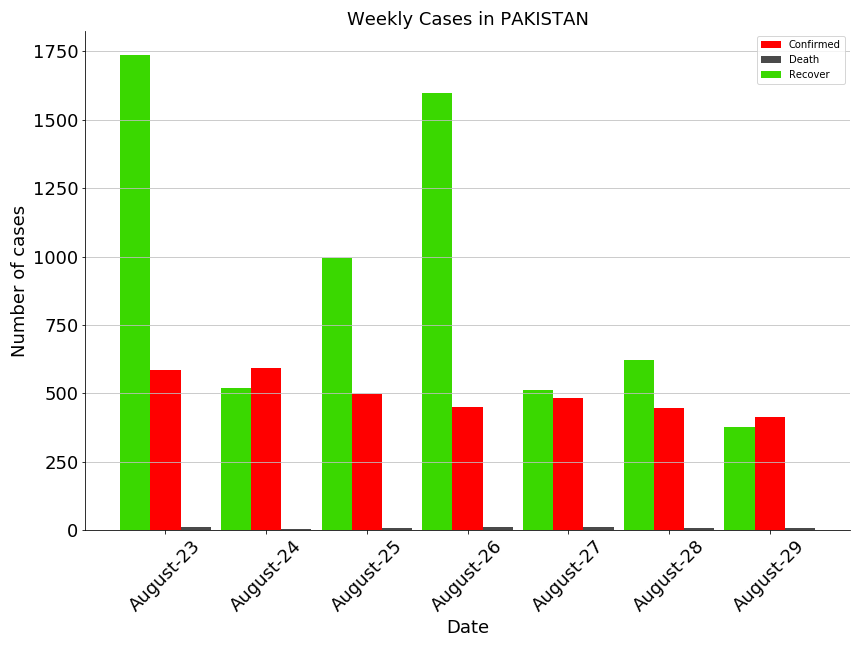 Weekly Cases in PAKISTAN
Confirmed
Death
Recover
Number of cases
1750
1500
1250
1000
750
500
250
0
August-23
August-24
August-25
August-26
August-27
August-28
August-29
Date